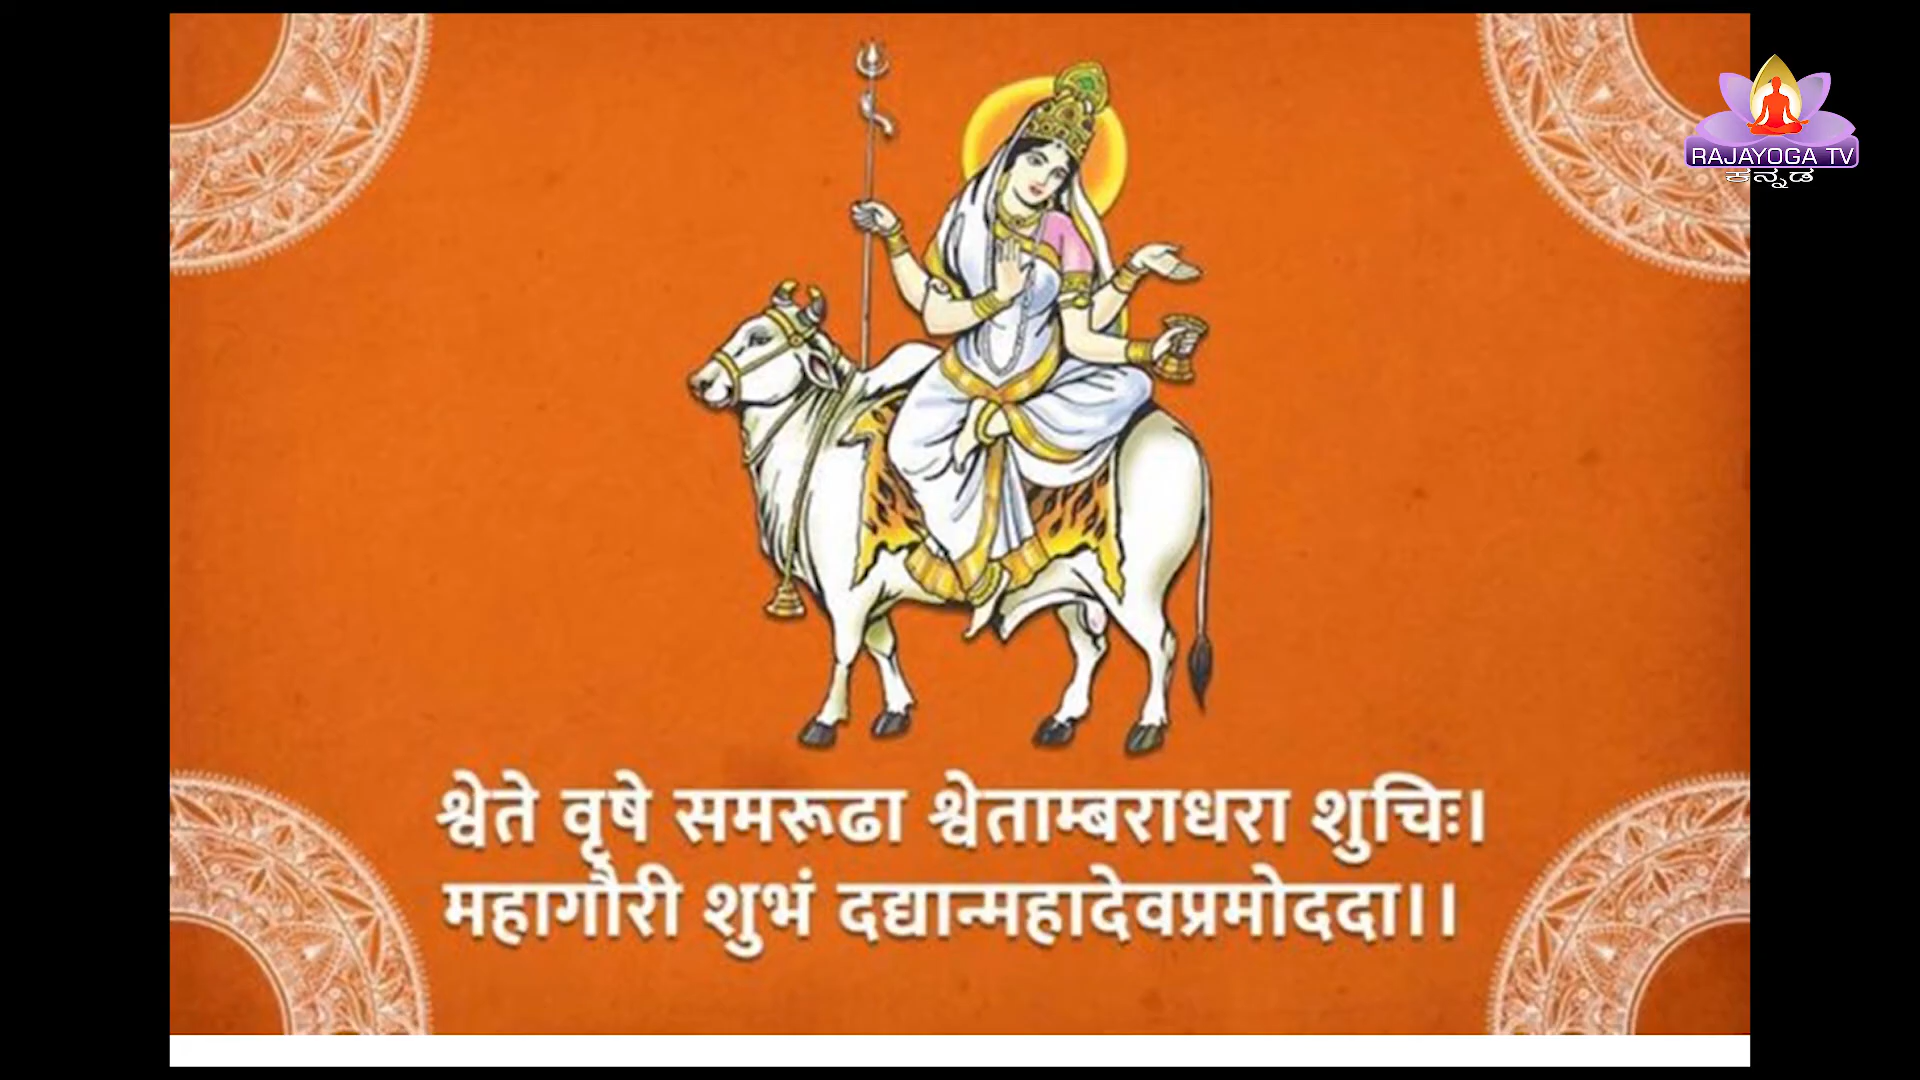 RAJAYOGA TV
ಕನ್ನಡ
श्वेते वृषे समरूढा श्वेताम्बराधरा शुचिः।
महागौरी शुभं दद्यान्महादेवप्रमोददा।।